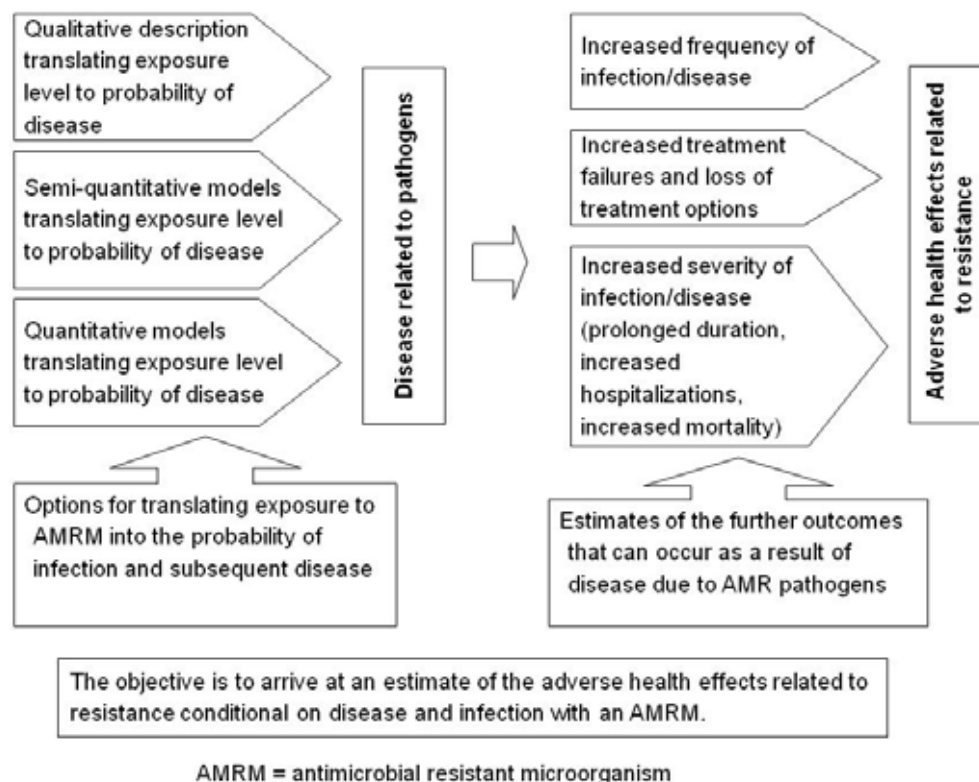 Qualitative description
translating exposure
level to probability of
disease
Semi-quantitative models
translating exposure level
to probability of disease
Quantitative models
translating exposure level
to probability of disease
Options for translating exposure to
AMRM into the probability of
infection and subsequent disease
Disease related to pathogens
Increased frequency of
infection/disease
Increased treatment
failures and loss of
treatment options
Increased severity of
infection/disease
(prolonged duration,
increased
hospitalizations,
increased mortality)
Estimates of the further outcomes
that can occur as a result of
disease due to AMR pathogens
Adverse health effects related
to resistance
The objective is to arrive at an estimate of the adverse health effects related to
resistance conditional on disease and infection with an AMRM.
AMRM = antimicrobial resistant microorganism